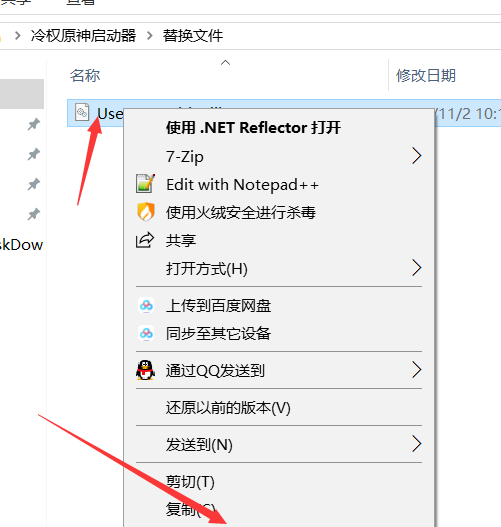 共享 查看
冷权原神启动器 > 替换文件
名称 修改日期
Use 11/2 10:1
使用 .NET Reflector 打开
7-Zip
Edit with Notepad++
使用火绒安全进行杀毒
共享
打开方式(H)
skDow
上传到百度网盘
同步至其它设备
通过QQ发送到
还原以前的版本(V)
发送到(N)
剪切(T)
复制(C)